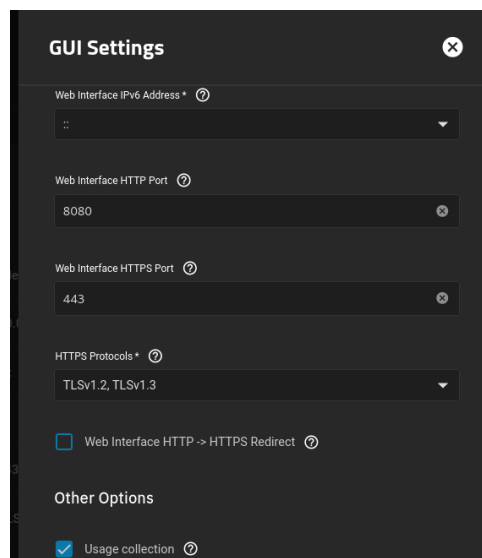 GUI Settings
Web Interface IPv6 Address *
::
Web Interface HTTP Port
8080
Web Interface HTTPS Port
443
HTTPS Protocols *
TLSv1.2, TLSv1.3
Web Interface HTTP -> HTTPS Redirect
Other Options
Usage collection